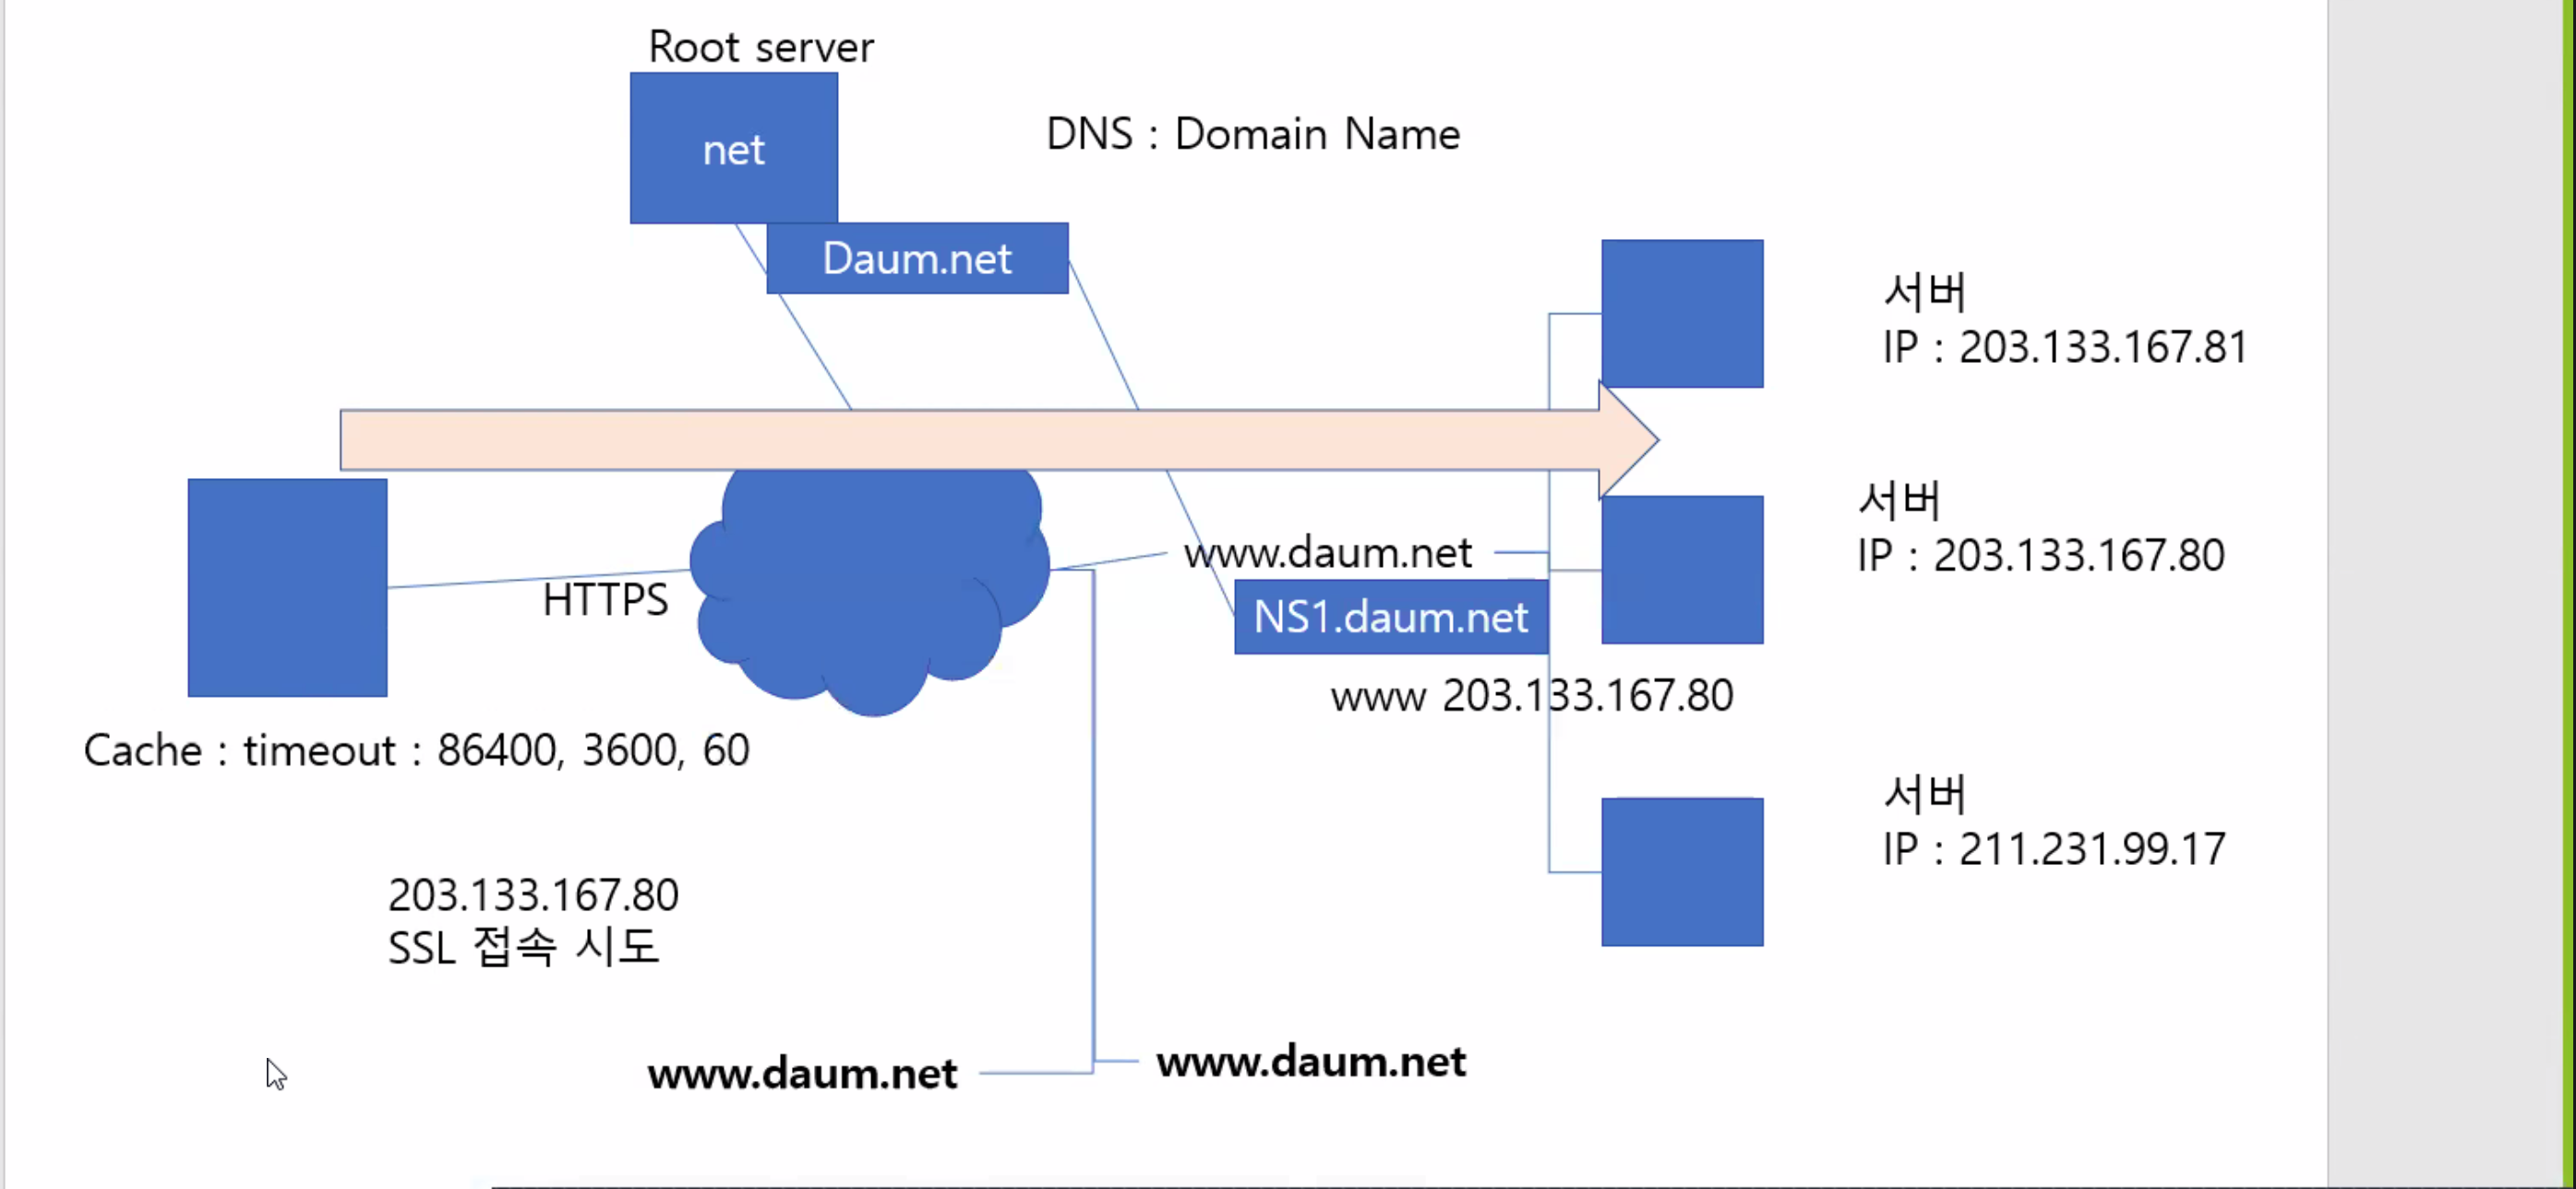 Root server
net
DNS : Domain Name
Daum.net
서버
IP : 203.133.167.81
서버
IP : 203.133.167.80
www.daum.net
HTTPS
NS1.daum.net
www 203.133.167.80
Cache : timeout : 86400, 3600, 60
서버
IP : 211.231.99.17
203.133.167.80
SSL 접속 시도
www.daum.net
www.daum.net